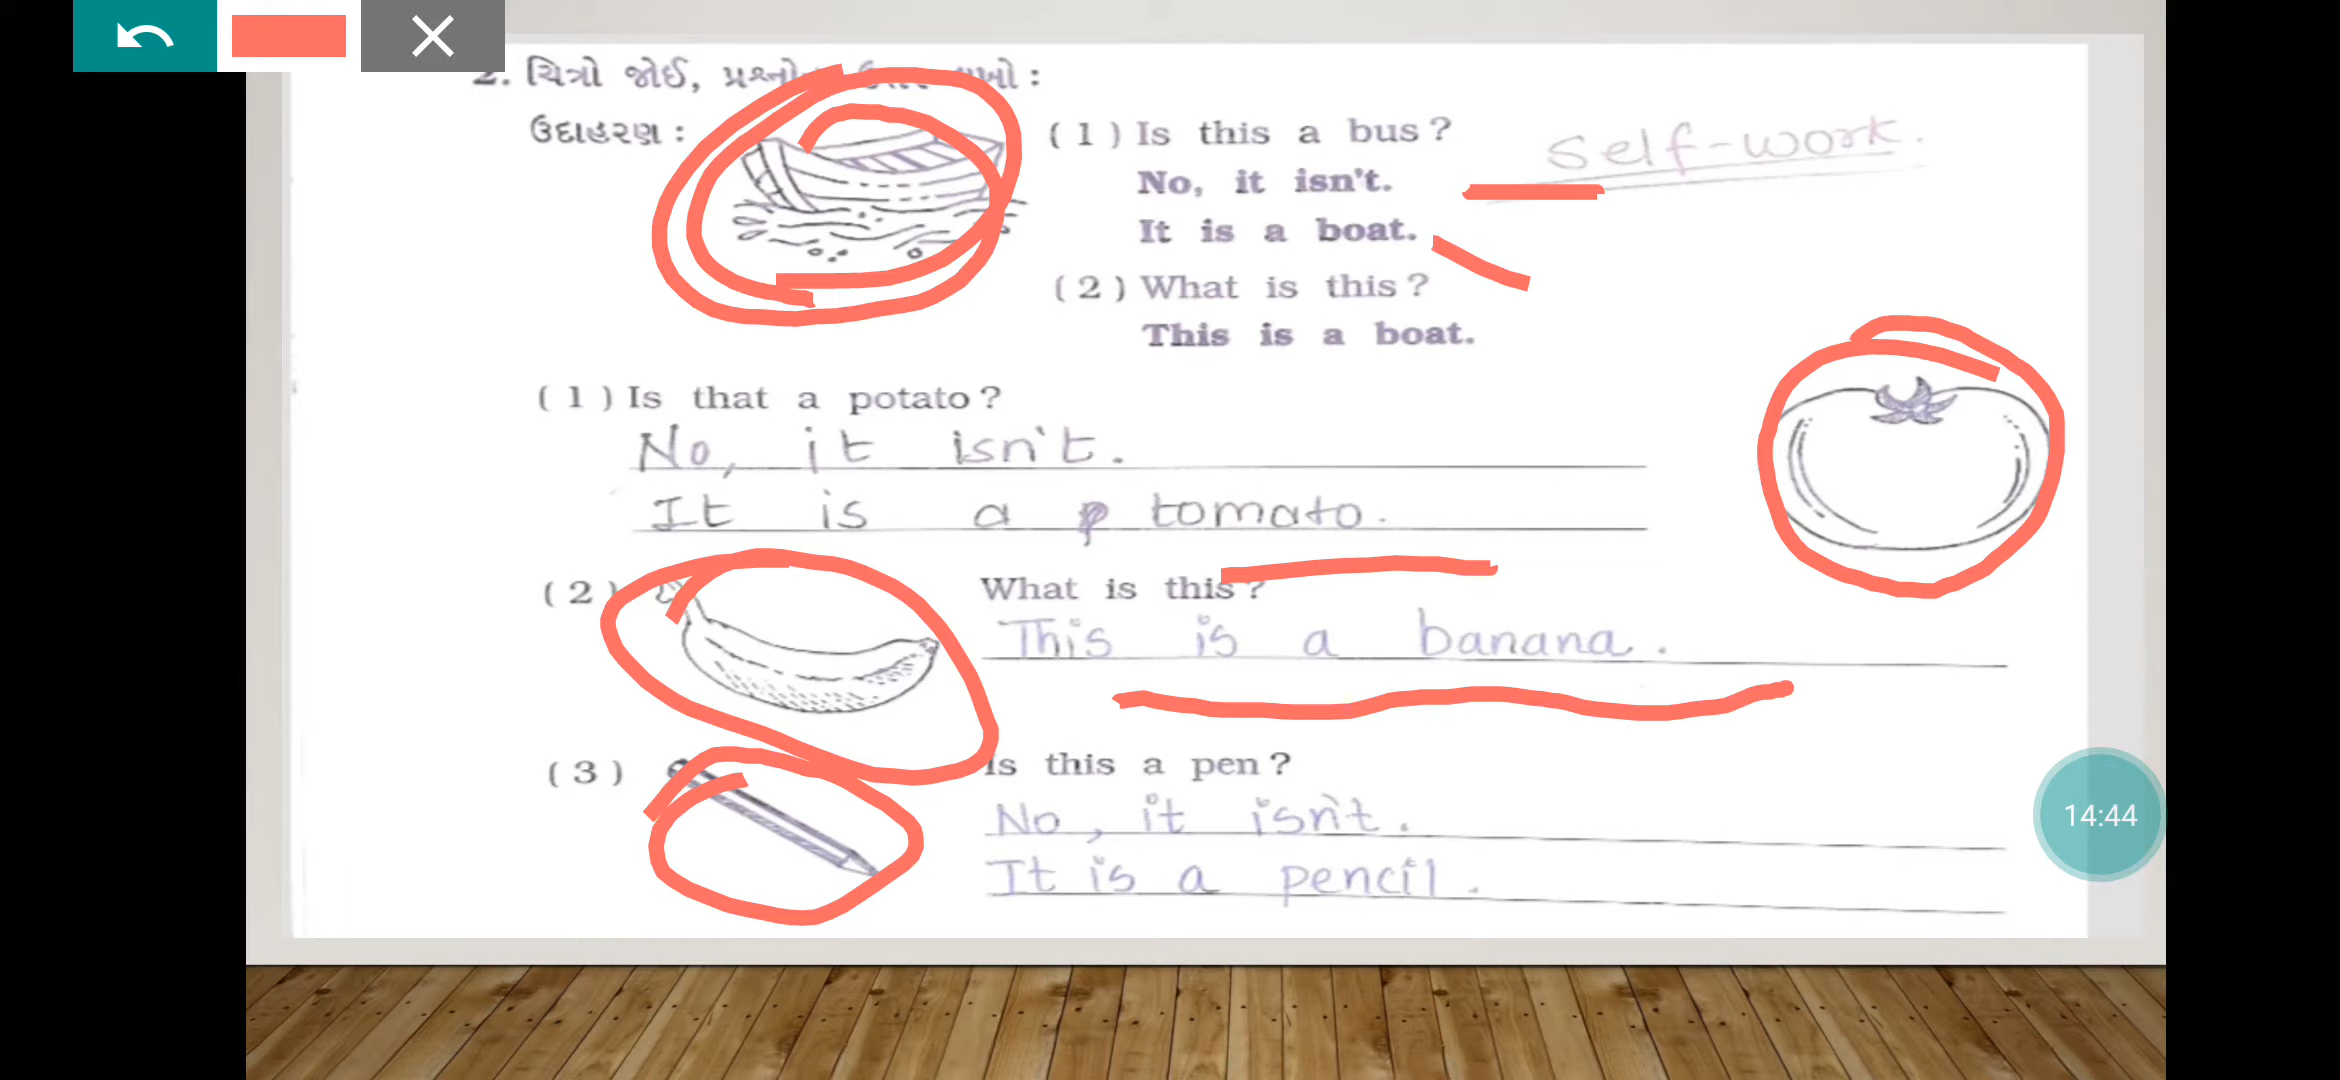 2. ચિત્રો જોઈ,
ઉદાહરણ :
( 1 ) Is this a bus ?
self-work.
No, it isn't.
It is a boat.
( 2 ) What is this ?
This is a boat.
( 1 ) Is that a potato ?
No, it isn't.
It is a tomato.
( 2 ) What is this ?
This is a banana.
( 3 ) Is this a pen ?
No, it isn't.
It is a pencil.
14:44